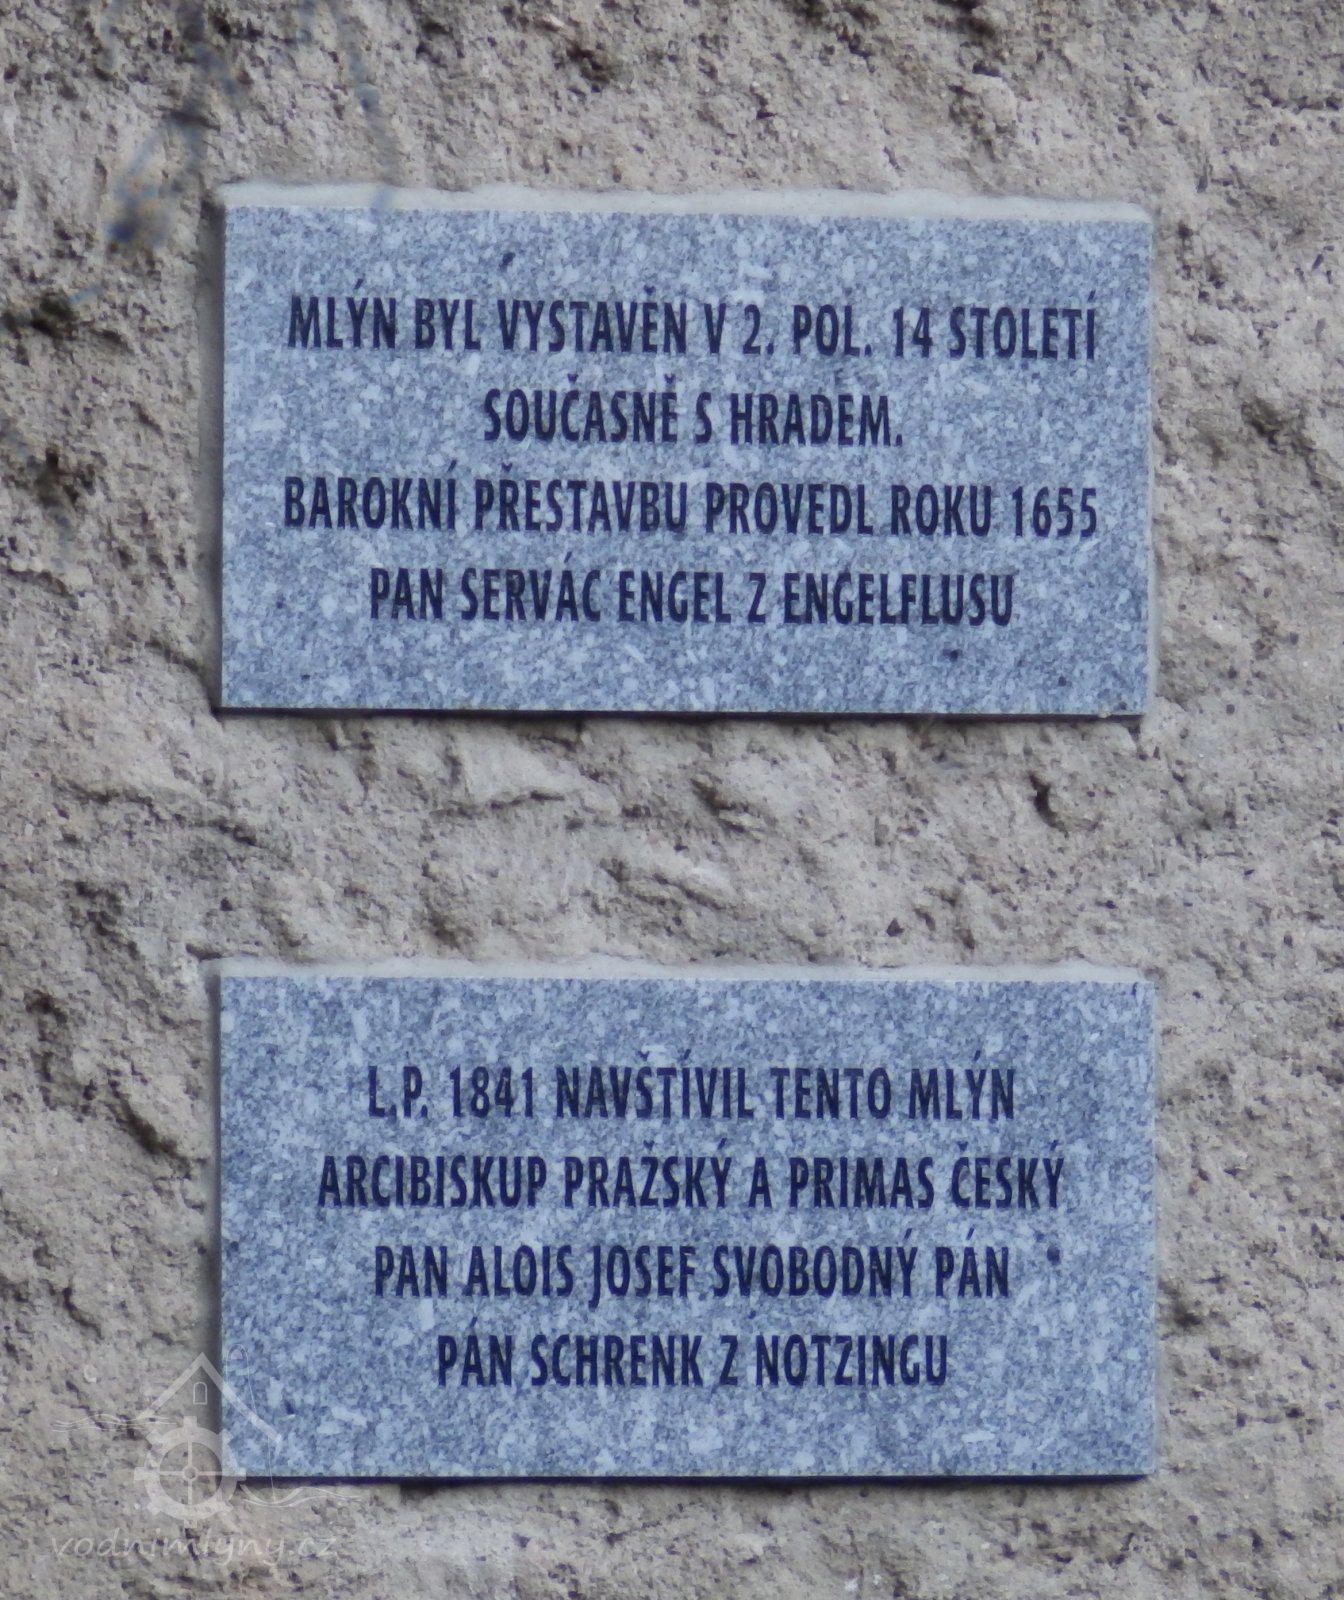 MLÝN BYL VYSTAVĚN V 2. POL. 14 STOLETÍ
SOUČASNĚ S HRADEM.
BAROKNÍ PŘESTAVBU PROVEDL ROKU 1655
PAN SERVÁC ENGEL Z ENGELFLUSU
L.P. 1841 NAVŠTÍVIL TENTO MLÝN
ARCIBISKUP PRAŽSKÝ A PRIMAS ČESKÝ
PAN ALOIS JOSEF SVOBODNÝ PÁN
PÁN SCHRENK Z NOTZINGU
vodnimlyny.cz